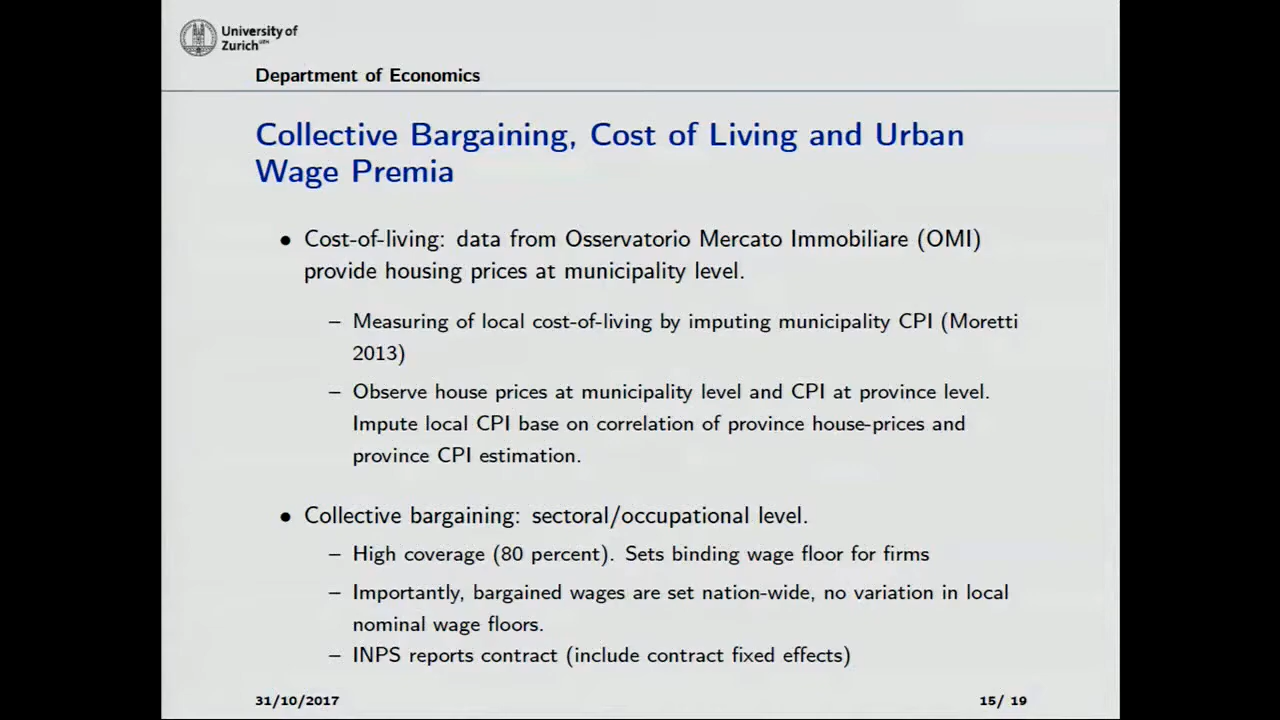 University of
Zurich
Department of Economics
Collective Bargaining, Cost of Living and Urban
Wage Premia
• Cost-of-living: data from Osservatorio Mercato Immobiliare (OMI)
provide housing prices at municipality level.
– Measuring of local cost-of-living by imputing municipality CPI (Moretti
2013)
– Observe house prices at municipality level and CPI at province level.
Impute local CPI base on correlation of province house-prices and
province CPI estimation.
• Collective bargaining: sectoral/occupational level.
– High coverage (80 percent). Sets binding wage floor for firms
– Importantly, bargained wages are set nation-wide, no variation in local
nominal wage floors.
– INPS reports contract (include contract fixed effects)
31/10/2017 15/ 19